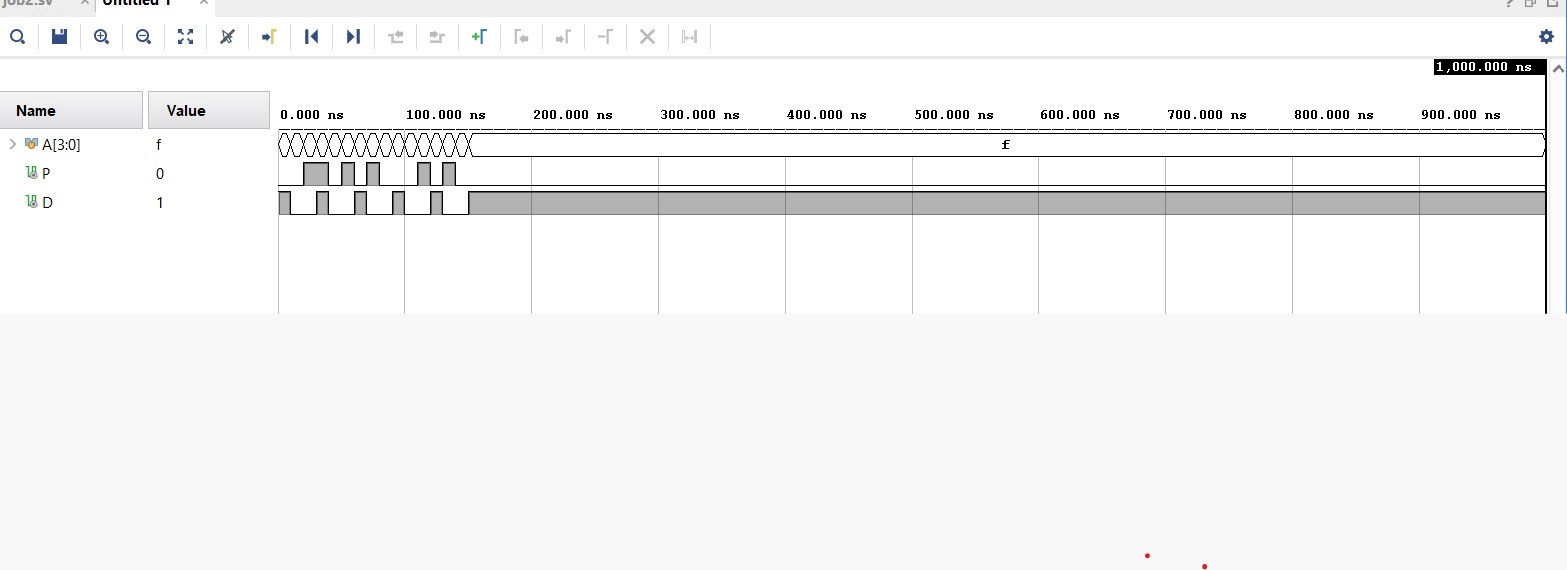 job2.sv × Untitled 1 ×
1,000.000 ns
Name Value 0.000 ns 100.000 ns 200.000 ns 300.000 ns 400.000 ns 500.000 ns 600.000 ns 700.000 ns 800.000 ns 900.000 ns
A[3:0] f f
P 0
D 1